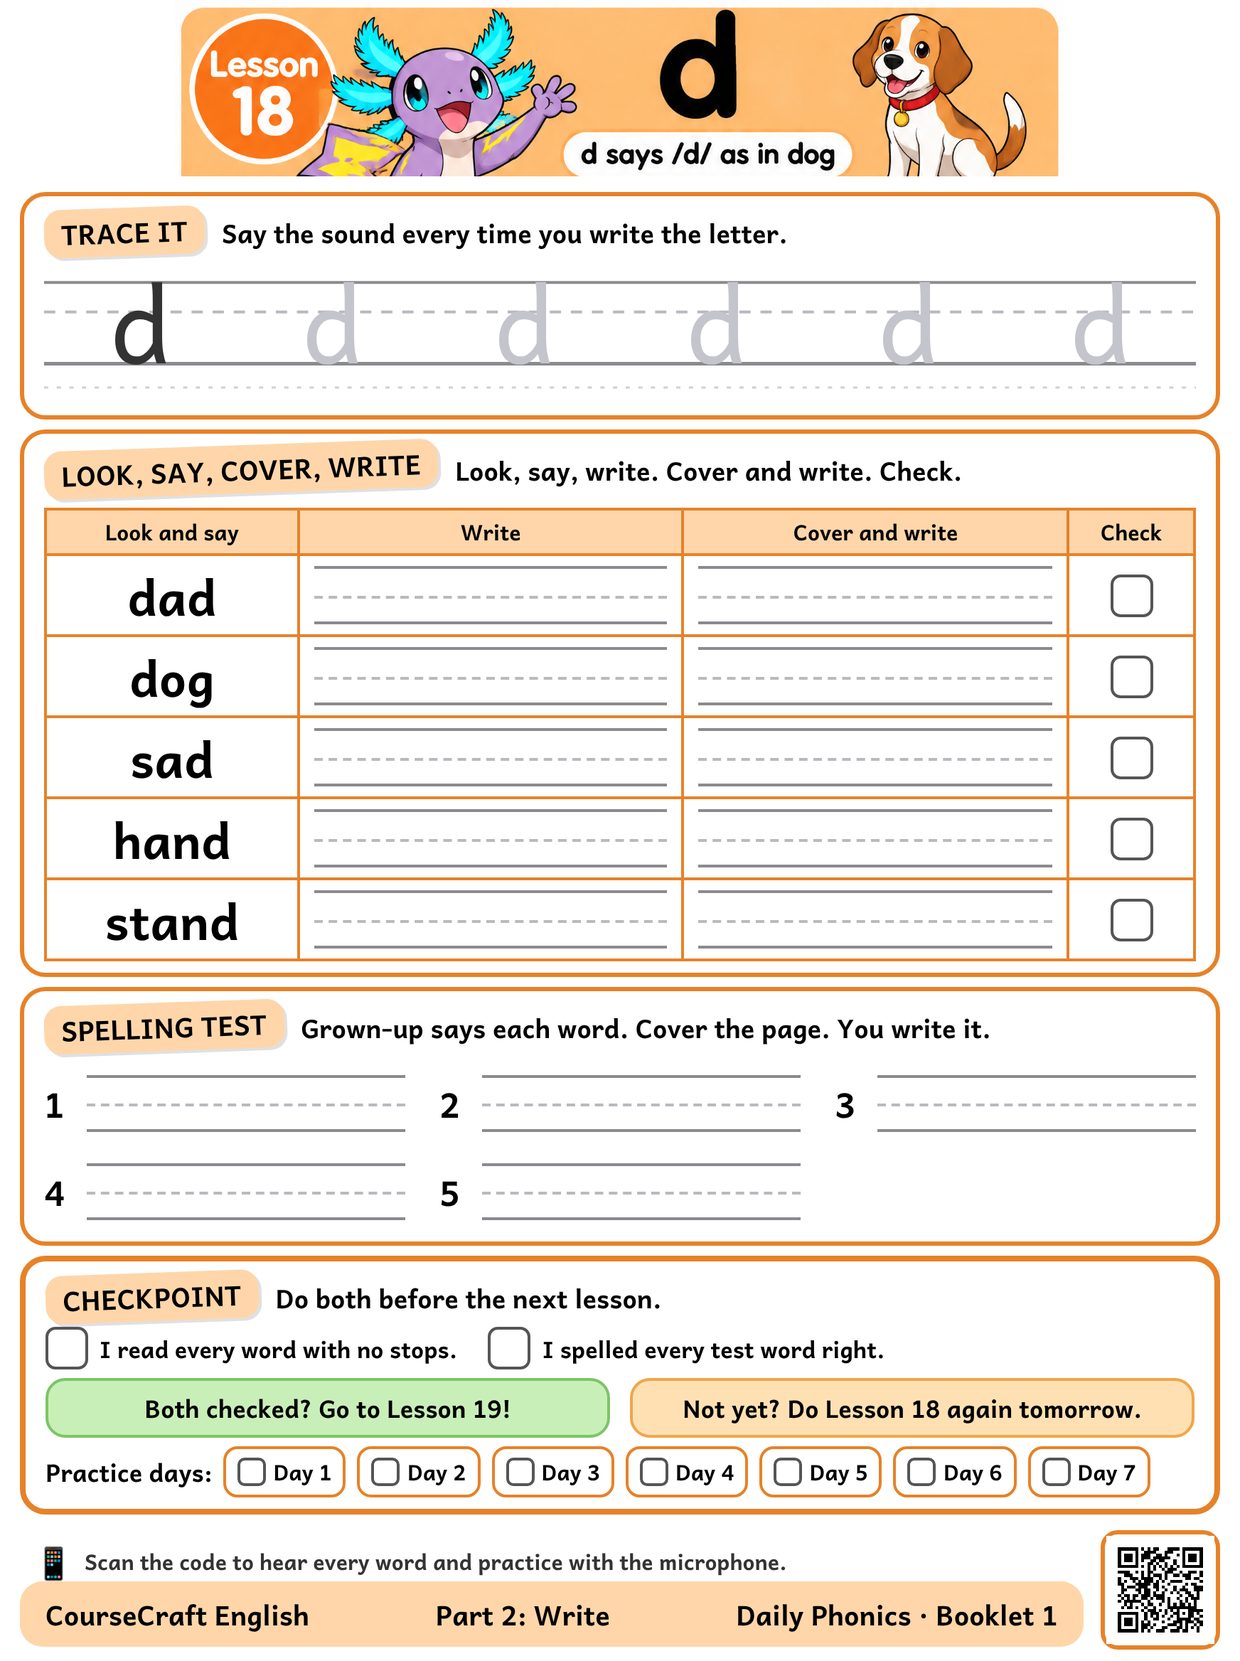 Lesson
18
d
d says /d/ as in dog
TRACE IT Say the sound every time you write the letter.
d d d d d d
LOOK, SAY, COVER, WRITE Look, say, write. Cover and write. Check.
Look and say Write Cover and write Check
dad
dog
sad
hand
stand
SPELLING TEST Grown-up says each word. Cover the page. You write it.
1 2 3
4 5
CHECKPOINT Do both before the next lesson.
I read every word with no stops. I spelled every test word right.
Both checked? Go to Lesson 19! Not yet? Do Lesson 18 again tomorrow.
Practice days: Day 1 Day 2 Day 3 Day 4 Day 5 Day 6 Day 7
Scan the code to hear every word and practice with the microphone.
CourseCraft English Part 2: Write Daily Phonics · Booklet 1